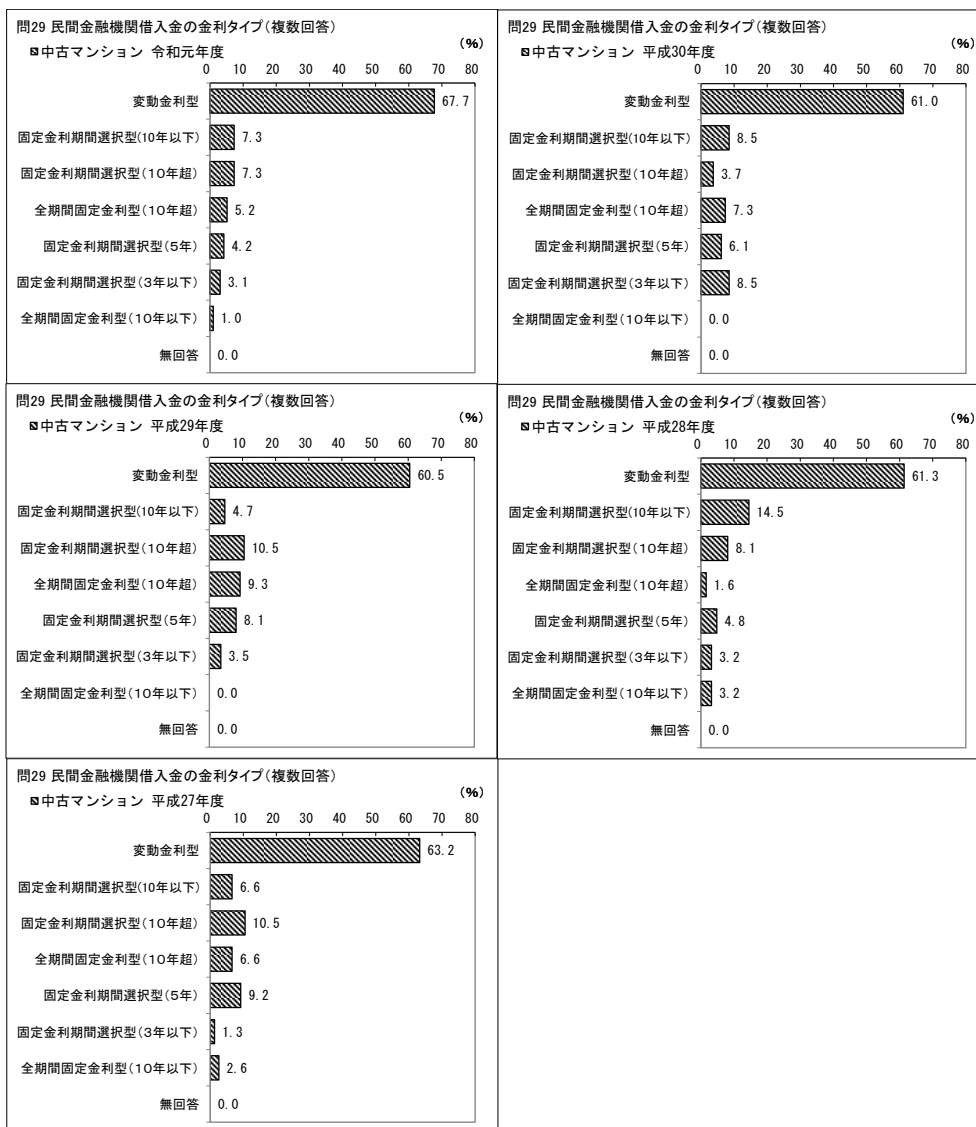 問29 民間金融機関借入金の金利タイプ(複数回答)
中古マンション 令和元年度
(%)
0 10 20 30 40 50 60 70 80
変動金利型 67.7
固定金利期間選択型(10年以下) 7.3
固定金利期間選択型(10年超) 7.3
全期間固定金利型(10年超) 5.2
固定金利期間選択型(5年) 4.2
固定金利期間選択型(3年以下) 3.1
全期間固定金利型(10年以下) 1.0
無回答 0.0
問29 民間金融機関借入金の金利タイプ(複数回答)
中古マンション 平成30年度
(%)
0 10 20 30 40 50 60 70 80
変動金利型 61.0
固定金利期間選択型(10年以下) 8.5
固定金利期間選択型(10年超) 3.7
全期間固定金利型(10年超) 7.3
固定金利期間選択型(5年) 6.1
固定金利期間選択型(3年以下) 8.5
全期間固定金利型(10年以下) 0.0
無回答 0.0
問29 民間金融機関借入金の金利タイプ(複数回答)
中古マンション 平成29年度
(%)
0 10 20 30 40 50 60 70 80
変動金利型 60.5
固定金利期間選択型(10年以下) 4.7
固定金利期間選択型(10年超) 10.5
全期間固定金利型(10年超) 9.3
固定金利期間選択型(5年) 8.1
固定金利期間選択型(3年以下) 3.5
全期間固定金利型(10年以下) 0.0
無回答 0.0
問29 民間金融機関借入金の金利タイプ(複数回答)
中古マンション 平成28年度
(%)
0 10 20 30 40 50 60 70 80
変動金利型 61.3
固定金利期間選択型(10年以下) 14.5
固定金利期間選択型(10年超) 8.1
全期間固定金利型(10年超) 1.6
固定金利期間選択型(5年) 4.8
固定金利期間選択型(3年以下) 3.2
全期間固定金利型(10年以下) 3.2
無回答 0.0
問29 民間金融機関借入金の金利タイプ(複数回答)
中古マンション 平成27年度
(%)
0 10 20 30 40 50 60 70 80
変動金利型 63.2
固定金利期間選択型(10年以下) 6.6
固定金利期間選択型(10年超) 10.5
全期間固定金利型(10年超) 6.6
固定金利期間選択型(5年) 9.2
固定金利期間選択型(3年以下) 1.3
全期間固定金利型(10年以下) 2.6
無回答 0.0